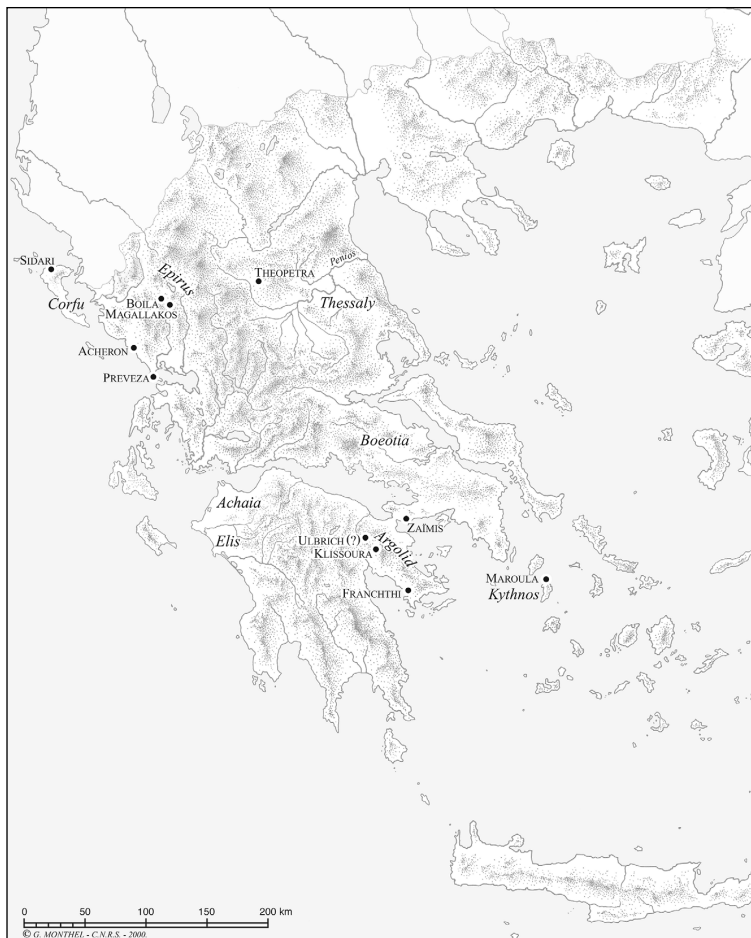 SIDARI
Corfu
Epirus
BOILA
MAGALLAKOS
THEOPETRA
Penios
Thessaly
ACHERON
PREVEZA
Boeotia
Achaia
Elis
ZAÏMIS
ULBRICH (?)
KLISSOURA
Argolid
FRANCHTHI
MAROULA
Kythnos
0 50 100 150 200 km
© G. MONTHEL - C.N.R.S. - 2000.